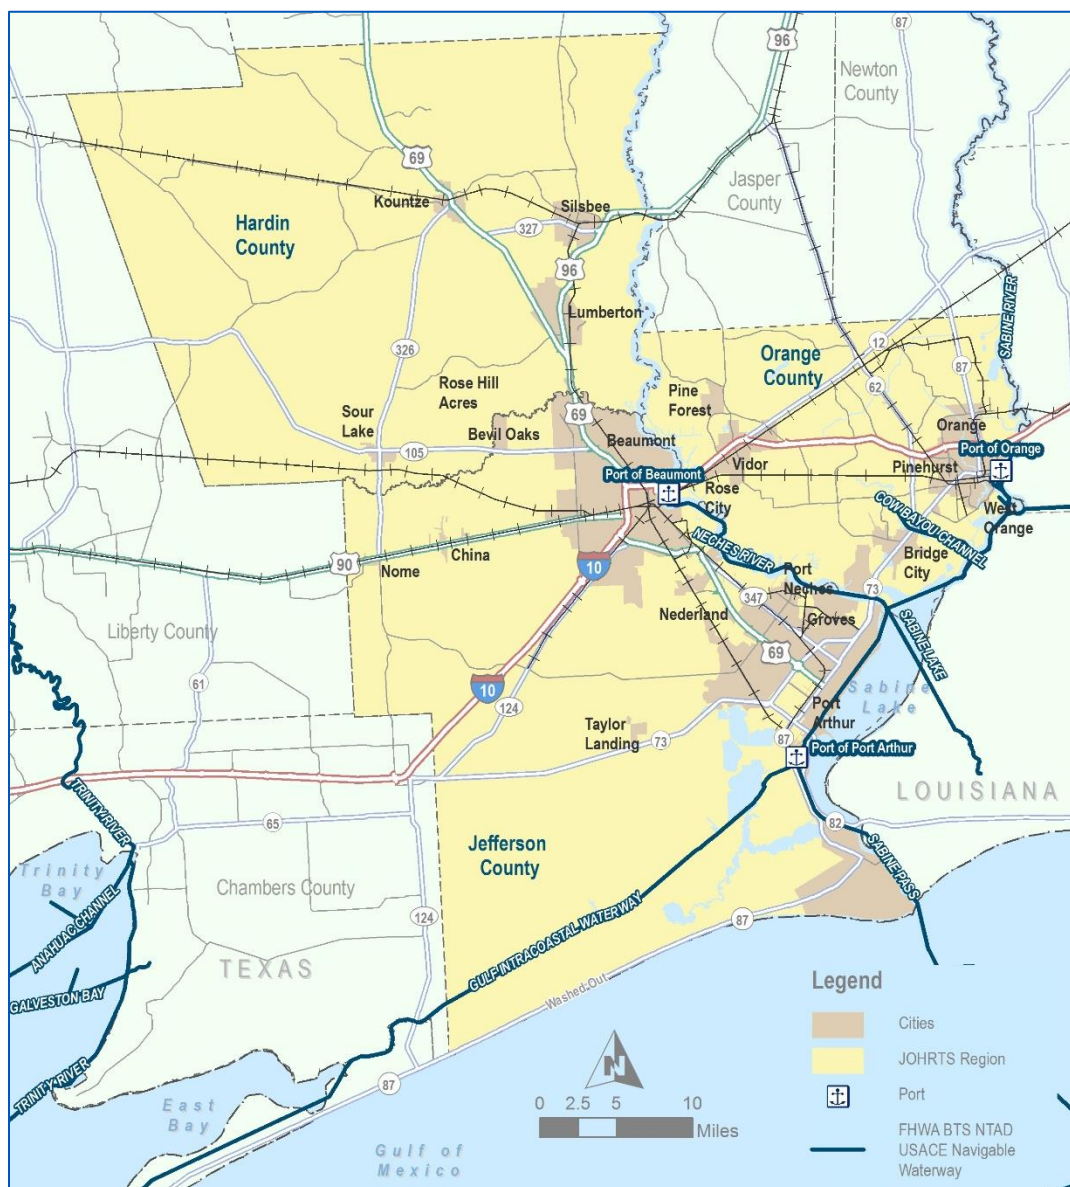 87
96
Newton
County
69
Jasper
County
Kountze
Silsbee
Hardin
County
327
96
SABINE RIVER
Lumberton
326
12
Orange
County
87
Rose Hill
Acres
Pine
Forest
62
Sour
Lake
69
Bevil Oaks
Beaumont
Orange
105
Port of Orange
Vidor
Pinehurst
Port of Beaumont
Rose
City
West
Orange
COW BAYOU CHANNEL
China
NECHES RIVER
Bridge
City
90
Nome
10
Port
Neches
73
347
Nederland
Groves
SABINE LAKE
Liberty County
69
61
10
Sabine
Lake
124
Port
Arthur
Taylor
Landing
73
87
Port of Port Arthur
TRINITY RIVER
LOUISIANA
65
82
Jefferson
County
SABINE PASS
Trinity
Bay
Chambers County
ANAHUAC CHANNEL
124
87
GULF INTRACOASTAL WATERWAY
TEXAS
Washed Out
GALVESTON BAY
TRINITY RIVER
87
East
Bay
Gulf of
Mexico
N
0 2.5 5 10
Miles
Legend
Cities
JOHRTS Region
Port
FHWA BTS NTAD
USACE Navigable
Waterway